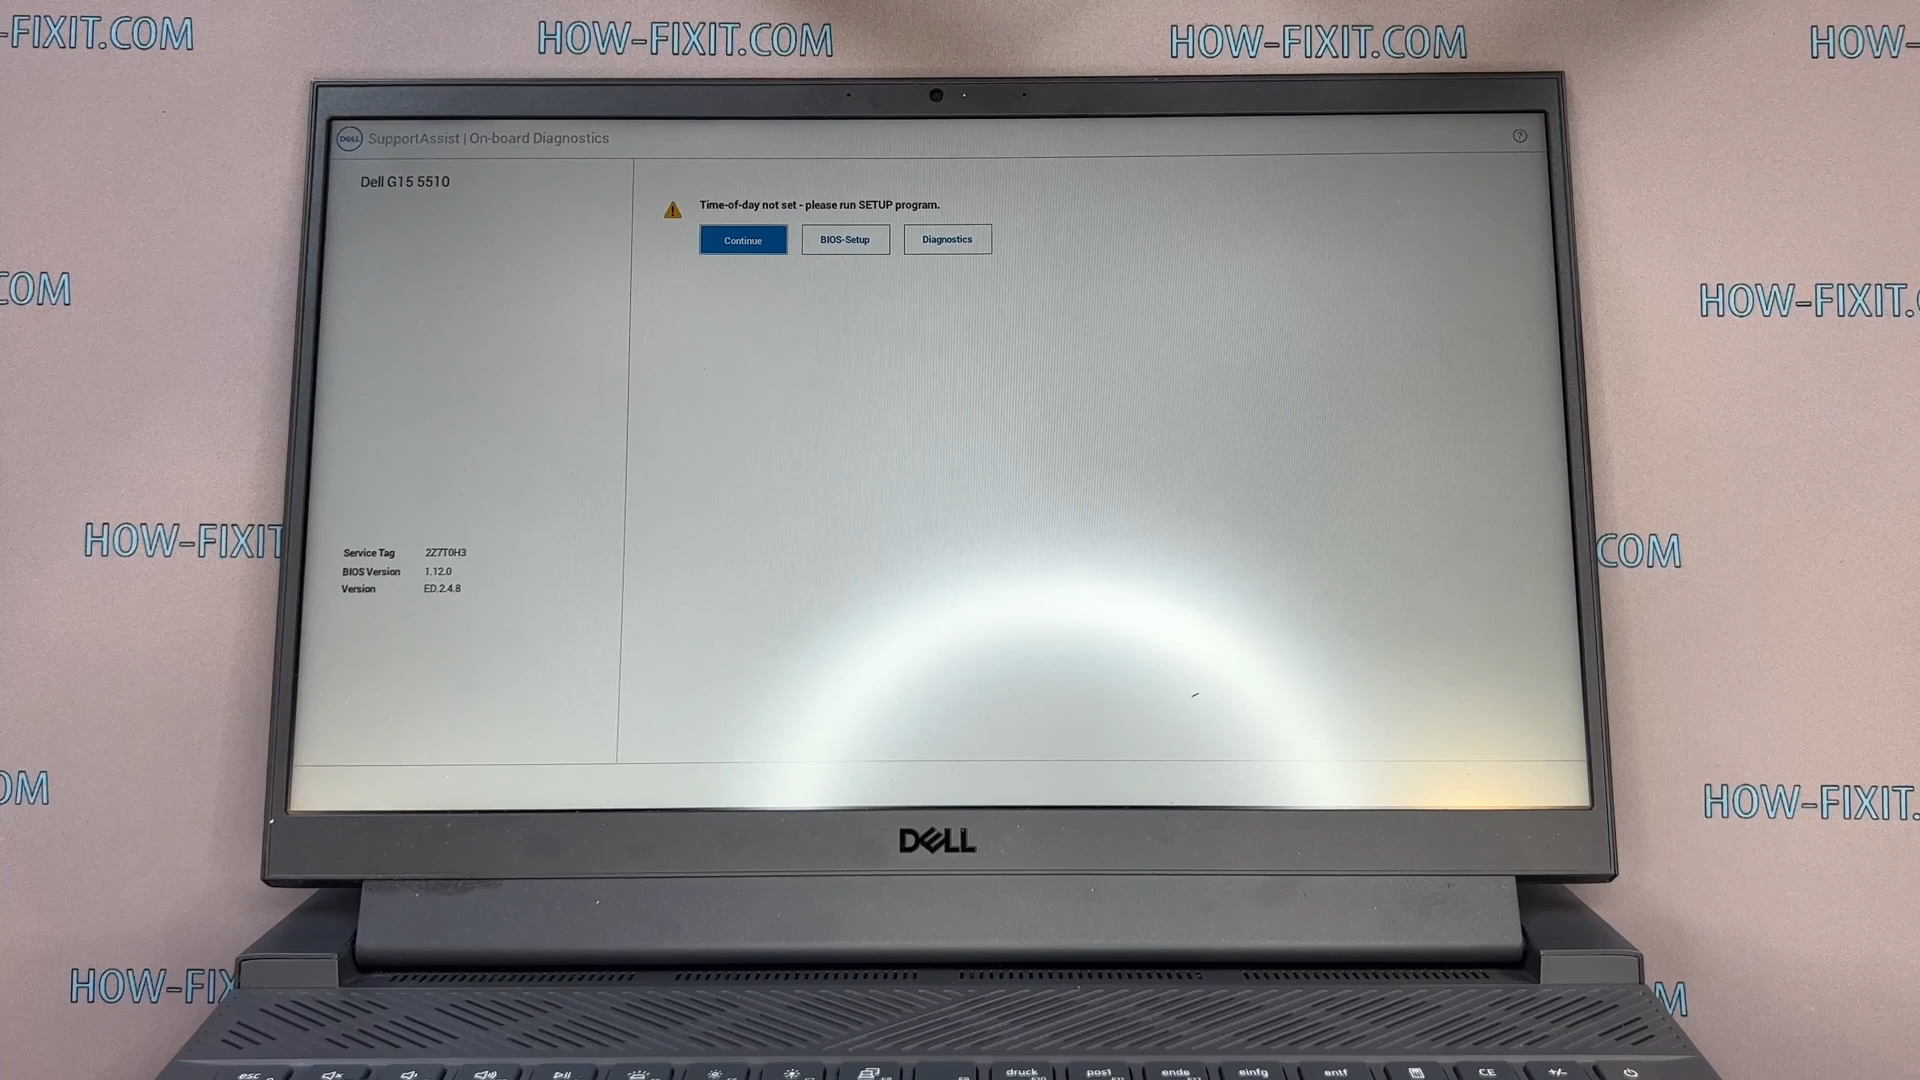 -FIXIT.COM
HOW-FIXIT.COM
HOW-FIXIT.COM
HOW-
DELL SupportAssist | On-board Diagnostics
?
Dell G15 5510
Time-of-day not set - please run SETUP program.
Continue
BIOS-Setup
Diagnostics
COM
HOW-FIXIT.
HOW-FIXIT
COM
Service Tag 2Z7T0H3
BIOS Version 1.12.0
Version ED.2.4.8
OM
HOW-FIXIT.
DELL
HOW-FIX
M
esc
druck
pos1
ende
einfg
entf
CE
+/-